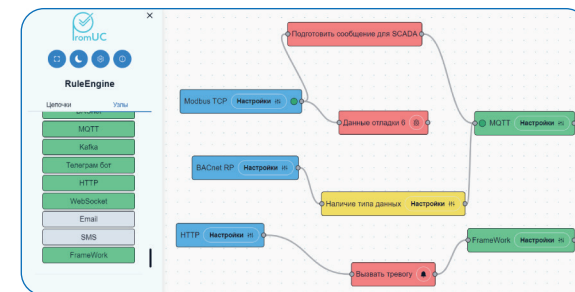 ×
PromUC
RuleEngine
Цепочки
Узлы
MQTT
Kafka
Телеграм бот
HTTP
WebSocket
Email
SMS
FrameWork
Подготовить сообщение для SCADA
Modbus TCP Настройки
Данные отладки 6
MQTT Настройки
BACnet RP Настройки
Наличие типа данных Настройки
HTTP Настройки
FrameWork Настройки
Вызвать тревогу